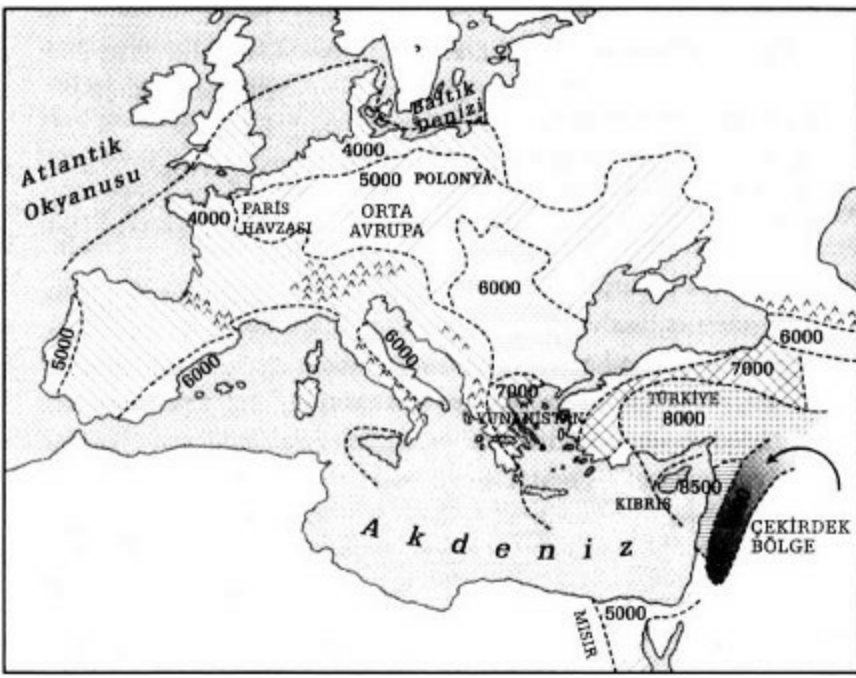 Baltık
Denizi
Atlantik
Okyanusu
4000
5000 POLONYA
4000
PARİS
HAVZASI
ORTA
AVRUPA
6000
5000
6000
6000
6000
7000
7000
YUNANİSTAN
TÜRKİYE
8000
8500
KIBRIS
ÇEKİRDEK
BÖLGE
Akdeniz
5000
MISIR